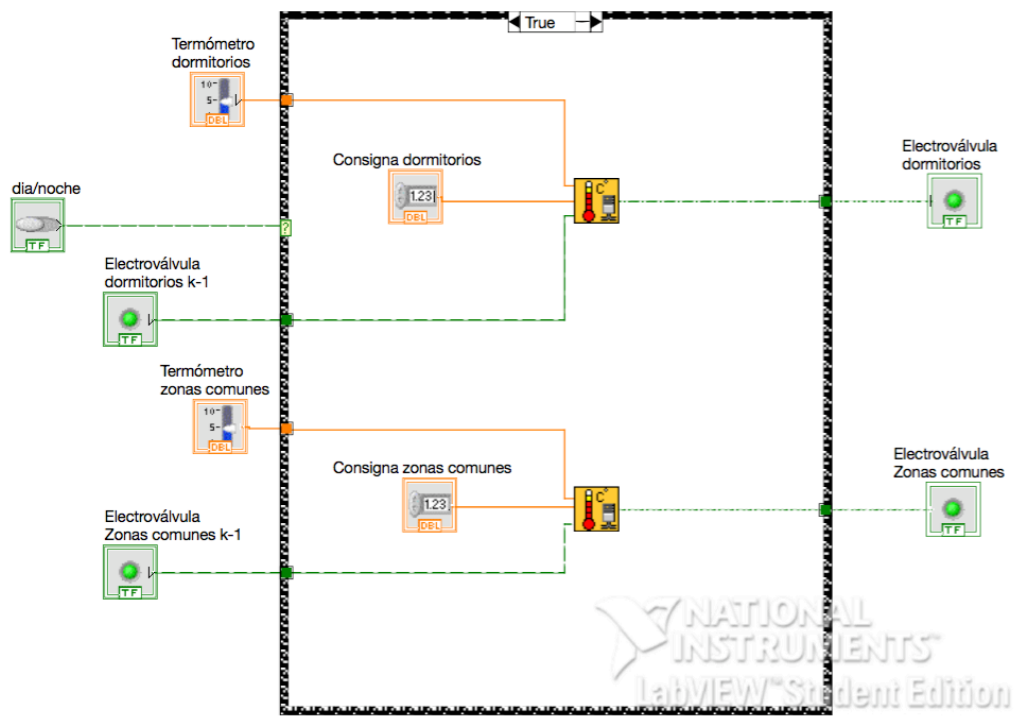 True
Termómetro
dormitorios
10-
5-
DBL
Consigna dormitorios
1.23
DBL
C°
Electroválvula
dormitorios
TF
dia/noche
TF
?
Electroválvula
dormitorios k-1
TF
Termómetro
zonas comunes
10-
5-
DBL
Consigna zonas comunes
1.23
DBL
C°
Electroválvula
Zonas comunes
TF
Electroválvula
Zonas comunes k-1
TF
NATIONAL
INSTRUMENTS™
LabVIEW™ Student Edition